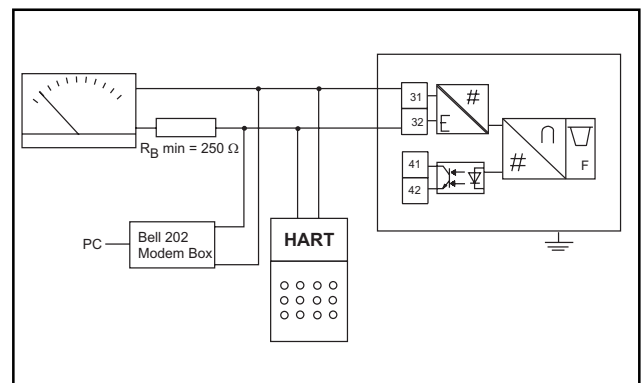 31
#
32
E
R_B min = 250 Ω
#
∩
F
41
42
PC
Bell 202
Modem Box
HART